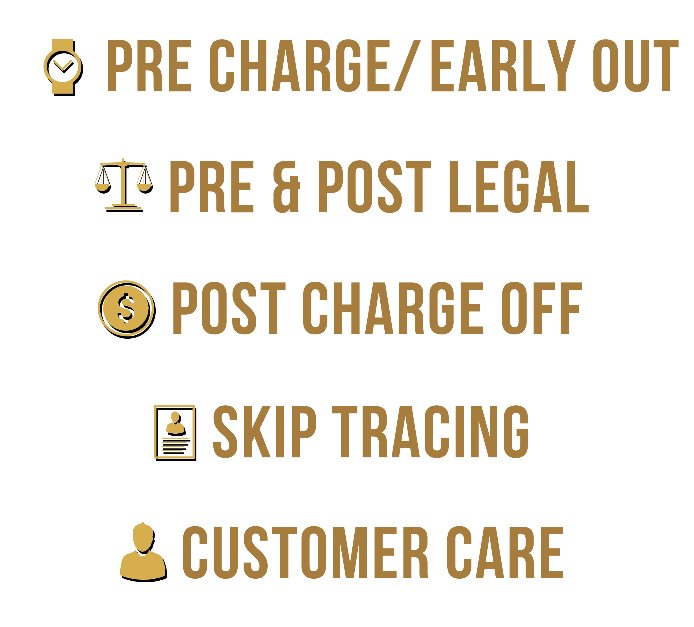 PRE CHARGE/EARLY OUT
PRE & POST LEGAL
$ POST CHARGE OFF
SKIP TRACING
CUSTOMER CARE